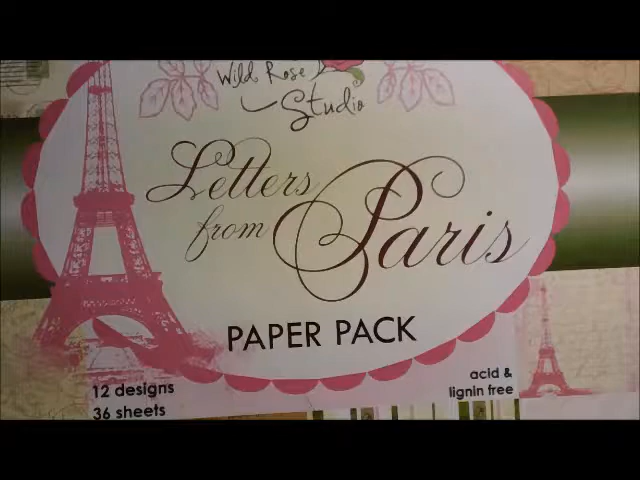 Wild Rose
Studio
Letters
from Paris
PAPER PACK
12 designs
36 sheets
acid &
lignin free